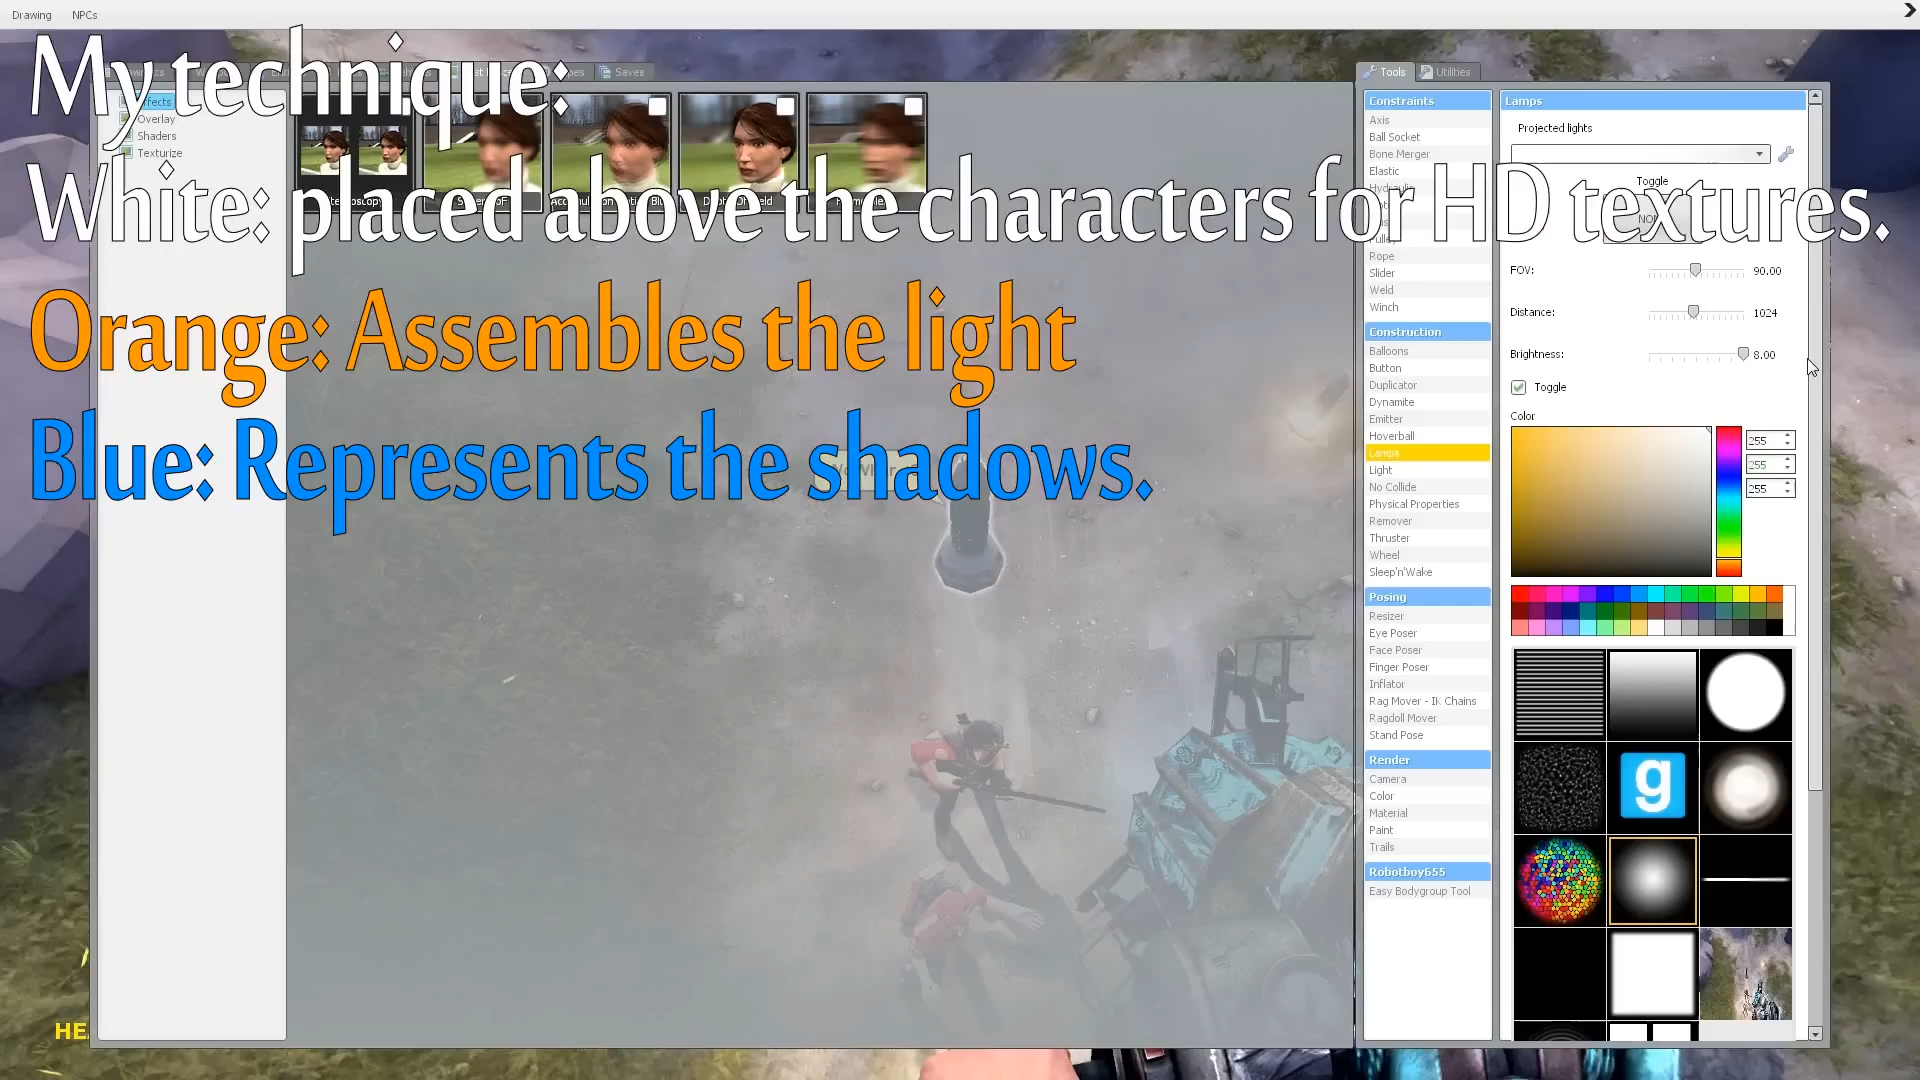 Drawing NPCs
My technique:
White: placed above the characters for HD textures.
Orange: Assembles the light
Blue: Represents the shadows.
Saves
Overlay
Shaders
Texturize
Tools Utilities
Constraints
Axis
Ball Socket
Bone Merger
Elastic
Rope
Slider
Weld
Winch
Construction
Balloons
Button
Duplicator
Dynamite
Emitter
Hoverball
Lamps
Light
No Collide
Physical Properties
Remover
Thruster
Wheel
Sleep'n'Wake
Posing
Resizer
Eye Poser
Face Poser
Finger Poser
Inflator
Rag Mover - IK Chains
Ragdoll Mover
Stand Pose
Render
Camera
Color
Material
Paint
Trails
Robotboy655
Easy Bodygroup Tool
Lamps
Projected lights
Toggle
FOV: 90.00
Distance: 1024
Brightness: 8.00
Toggle
Color
255
255
255
g